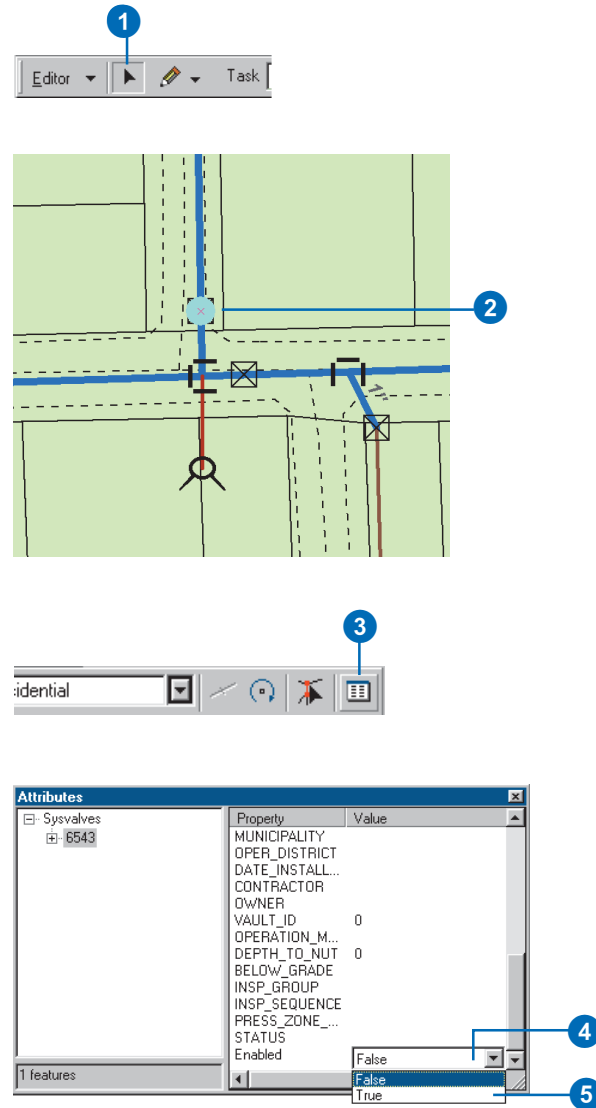 1
Editor Task
2
1"
3
idential
Attributes
Sysvalves
6543
Property Value
MUNICIPALITY
OPER_DISTRICT
DATE_INSTALL...
CONTRACTOR
OWNER
VAULT_ID 0
OPERATION_M...
DEPTH_TO_NUT 0
BELOW_GRADE
INSP_GROUP
INSP_SEQUENCE
PRESS_ZONE_...
STATUS
Enabled False
4
False
True
5
1 features